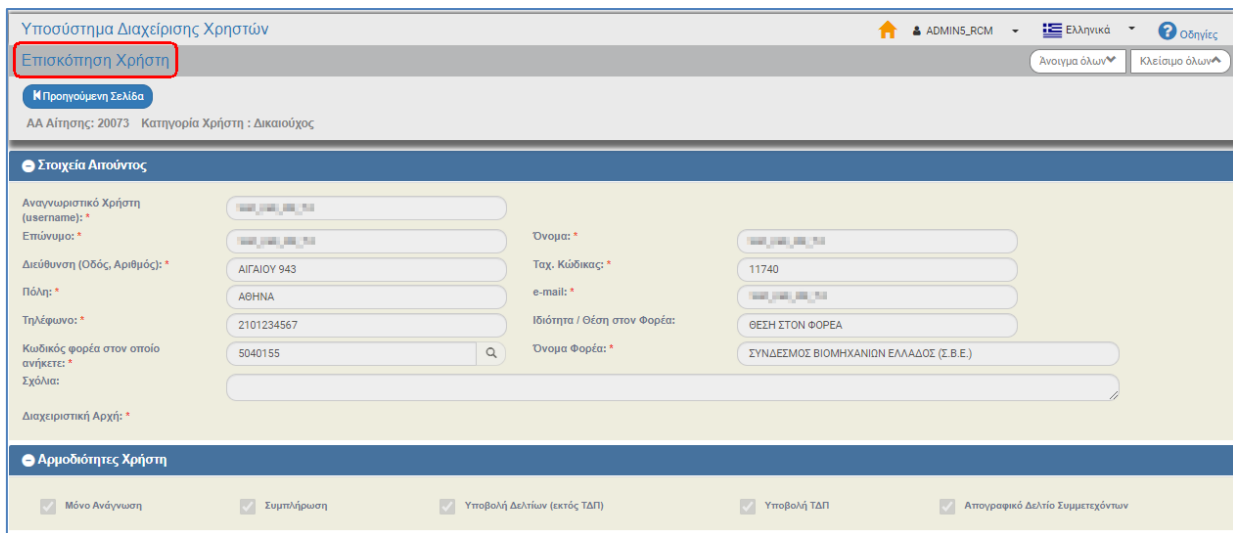 Υποσύστημα Διαχείρισης Χρηστών ADMIN5_RCM Ελληνικά Οδηγίες
Επισκόπηση Χρήστη Άνοιγμα όλων Κλείσιμο όλων
Προηγούμενη Σελίδα
ΑΑ Αίτησης: 20073 Κατηγορία Χρήστη : Δικαιούχος
Στοιχεία Αιτούντος
Αναγνωριστικό Χρήστη
(username): *
Επώνυμο: * Όνομα: *
Διεύθυνση (Οδός, Αριθμός): * ΑΙΓΑΙΟΥ 943 Ταχ. Κώδικας: * 11740
Πόλη: * ΑΘΗΝΑ e-mail: *
Τηλέφωνο: * 2101234567 Ιδιότητα / Θέση στον Φορέα: ΘΕΣΗ ΣΤΟΝ ΦΟΡΕΑ
Κωδικός φορέα στον οποίο
ανήκετε: * 5040155 Όνομα Φορέα: * ΣΥΝΔΕΣΜΟΣ ΒΙΟΜΗΧΑΝΙΩΝ ΕΛΛΑΔΟΣ (Σ.Β.Ε.)
Σχόλια:
Διαχειριστική Αρχή: *
Αρμοδιότητες Χρήστη
Μόνο Ανάγνωση Συμπλήρωση Υποβολή Δελτίων (εκτός ΤΔΠ) Υποβολή ΤΔΠ Απογραφικό Δελτίο Συμμετεχόντων